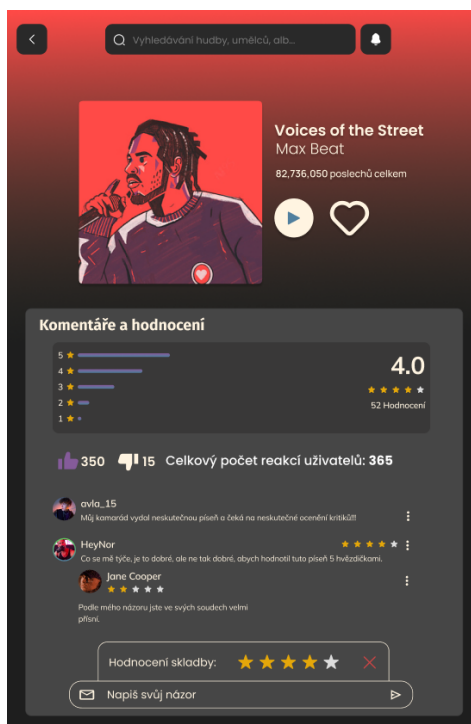 Vyhledávání hudby, umělců, alb...
Voices of the Street
Max Beat
82,736,050 poslechů celkem
Komentáře a hodnocení
5
4
3
2
1
4.0
52 Hodnocení
350 15 Celkový počet reakcí uživatelů: 365
avla_15
Můj kamarád vydal neskutečnou píseň a čeká na neskutečné ocenění kritiků!!!
HeyNor
Co se mě týče, je to dobré, ale ne tak dobré, abych hodnotil tuto píseň 5 hvězdičkami.
Jane Cooper
Podle mého názoru jste ve svých soudech velmi
přísní.
Hodnocení skladby:
Napiš svůj názor